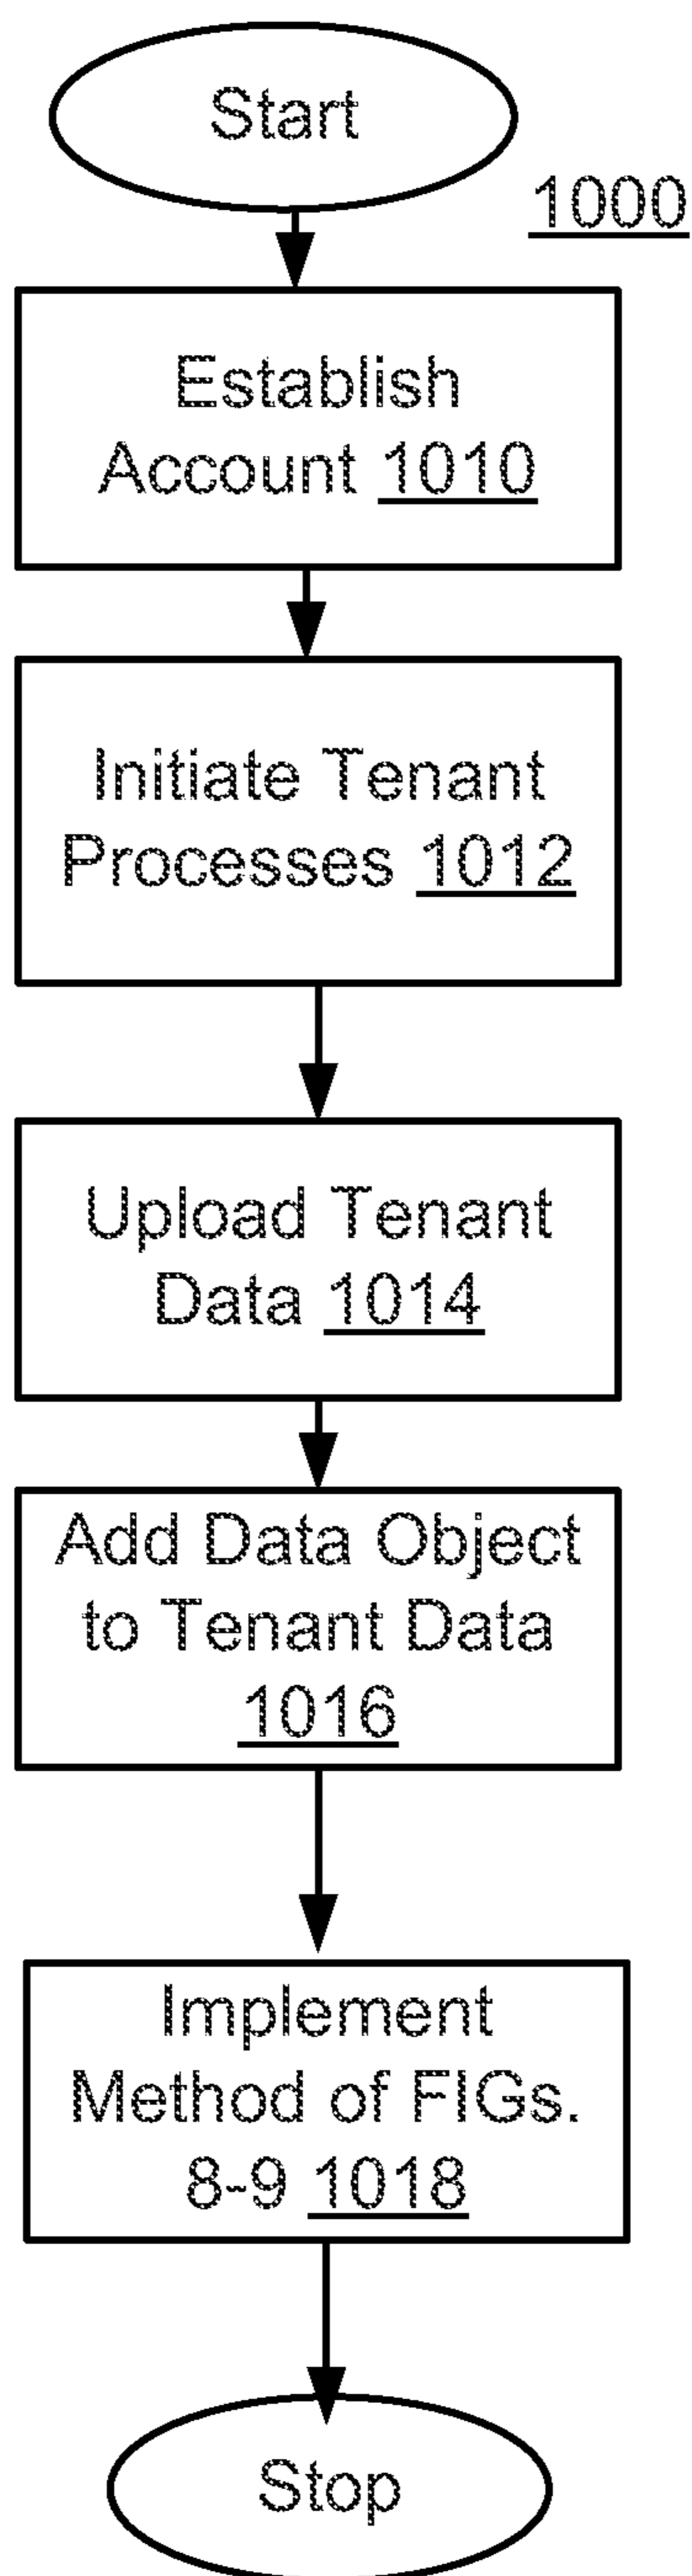 Start
1000
Establish
Account 1010
Initiate Tenant
Processes 1012
Upload Tenant
Data 1014
Add Data Object
to Tenant Data
1016
Implement
Method of FIGs.
8-9 1018
Stop